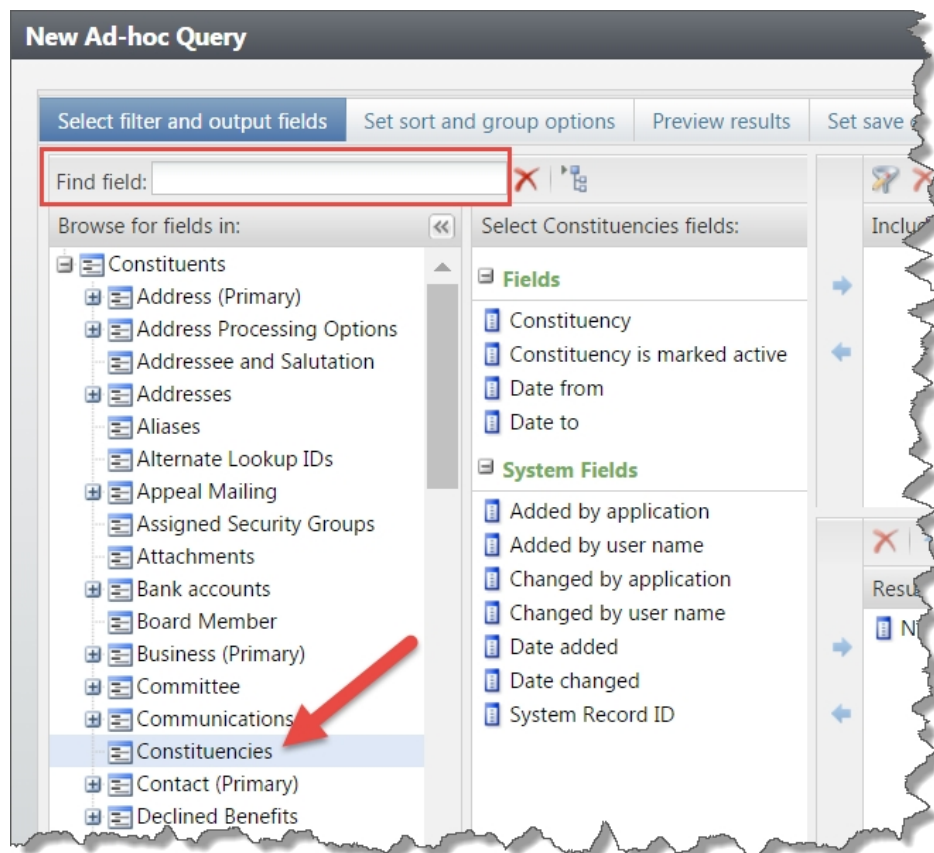 New Ad-hoc Query
Select filter and output fields
Set sort and group options
Preview results
Set save
Find field:
Browse for fields in:
Constituents
Address (Primary)
Address Processing Options
Addressee and Salutation
Addresses
Aliases
Alternate Lookup IDs
Appeal Mailing
Assigned Security Groups
Attachments
Bank accounts
Board Member
Business (Primary)
Committee
Communications
Constituencies
Contact (Primary)
Declined Benefits
Select Constituencies fields:
Fields
Constituency
Constituency is marked active
Date from
Date to
System Fields
Added by application
Added by user name
Changed by application
Changed by user name
Date added
Date changed
System Record ID